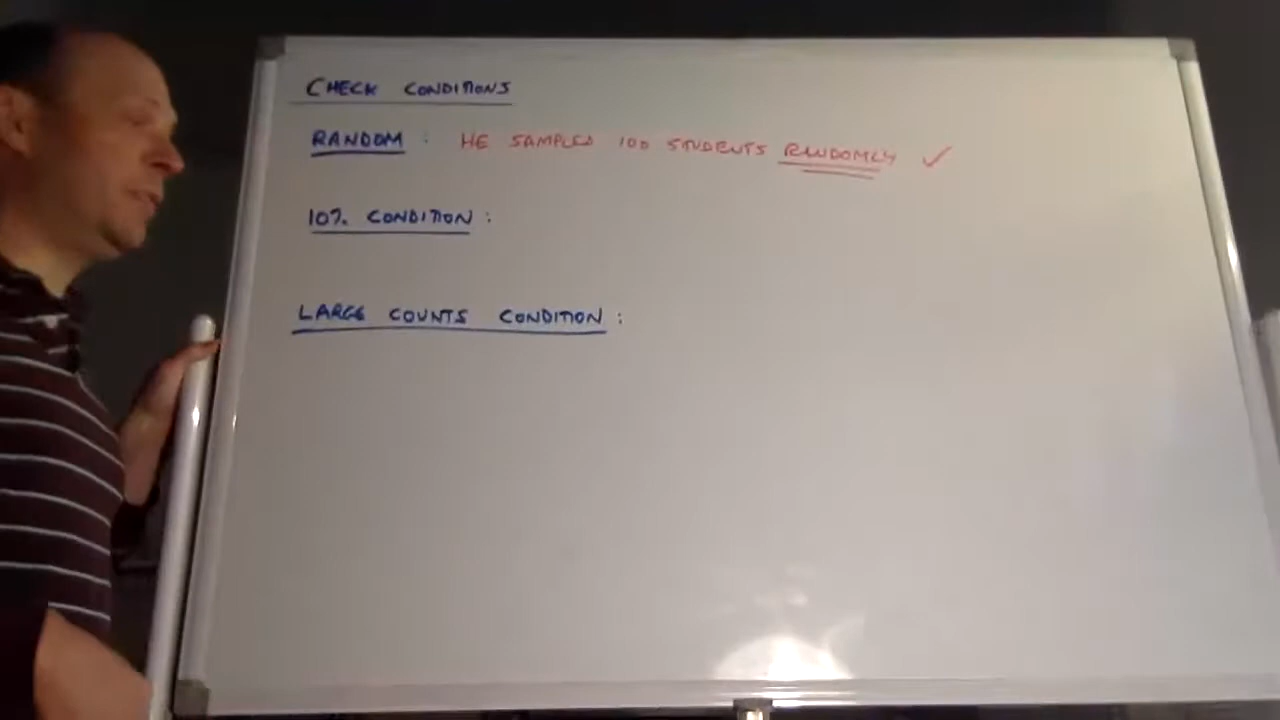 CHECK CONDITIONS
RANDOM : HE SAMPLED 100 STUDENTS RANDOMLY ✓
10% CONDITION :
LARGE COUNTS CONDITION :